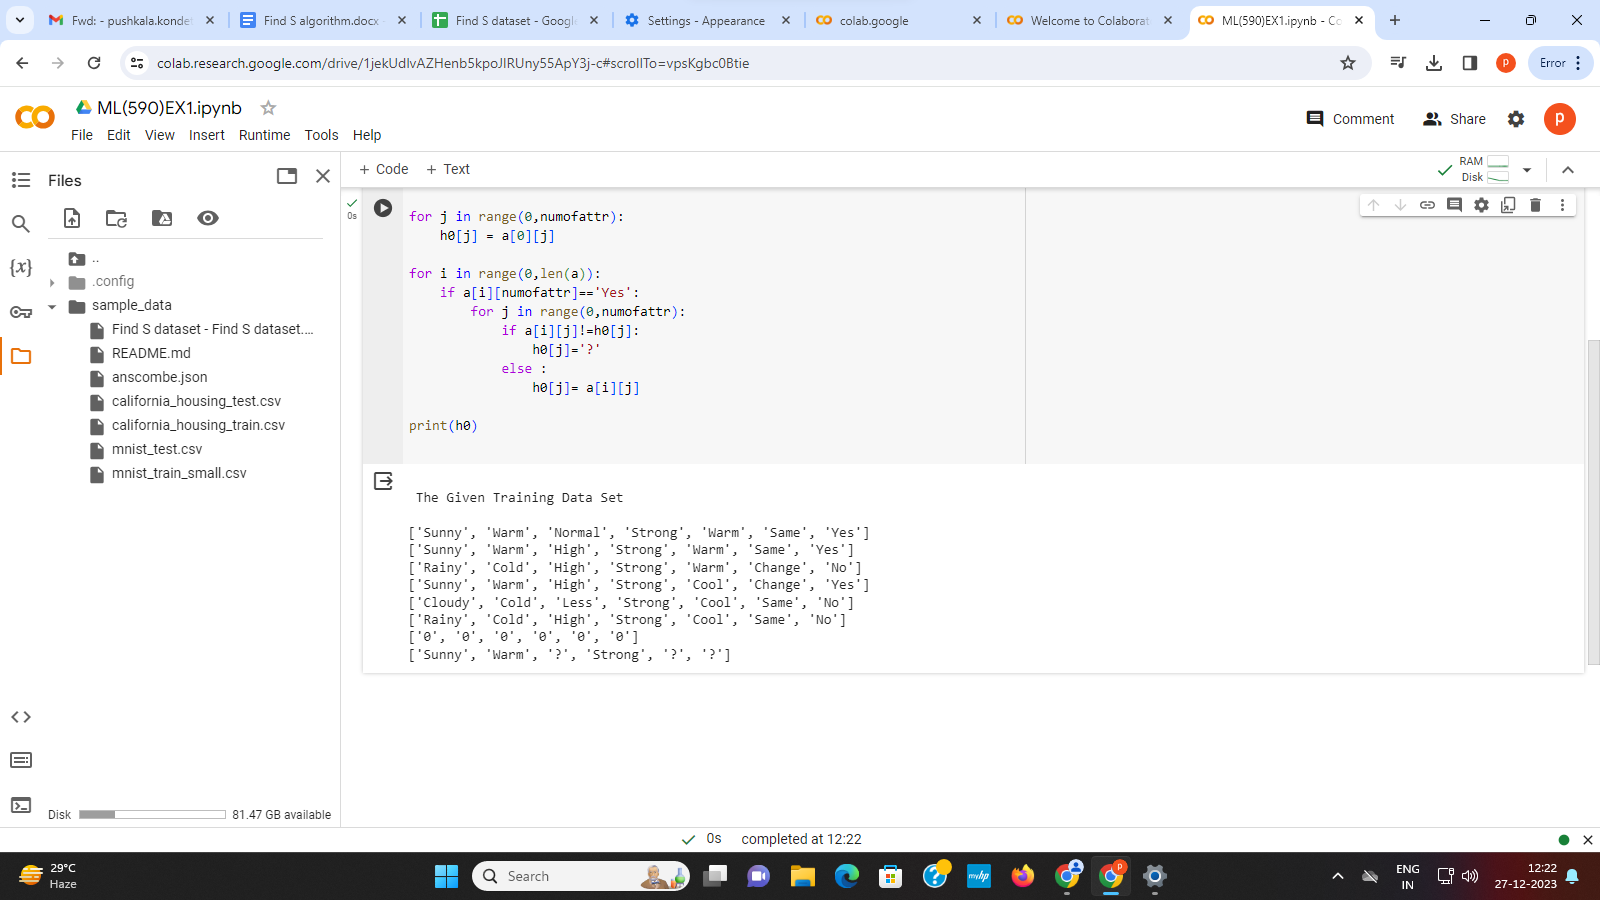 Fwd: - pushkala.kondet
Find S algorithm.docx
Find S dataset - Google
Settings - Appearance
colab.google
Welcome to Colaborat
ML(590)EX1.ipynb - Co
colab.research.google.com/drive/1jekUdlvAZHenb5kpoJlRUny55ApY3j-c#scrollTo=vpsKgbc0Btie
P
Error
ML(590)EX1.ipynb
File Edit View Insert Runtime Tools Help
Comment
Share
P
Files
+ Code + Text
RAM
Disk
..
.config
sample_data
Find S dataset - Find S dataset....
README.md
anscombe.json
california_housing_test.csv
california_housing_train.csv
mnist_test.csv
mnist_train_small.csv
{x}
Disk
81.47 GB available
0s
for j in range(0,numofattr):
    h0[j] = a[0][j]
for i in range(0,len(a)):
    if a[i][numofattr]=='Yes':
        for j in range(0,numofattr):
            if a[i][j]!=h0[j]:
                h0[j]='?'
            else :
                h0[j]= a[i][j]
print(h0)
The Given Training Data Set
['Sunny', 'Warm', 'Normal', 'Strong', 'Warm', 'Same', 'Yes']
['Sunny', 'Warm', 'High', 'Strong', 'Warm', 'Same', 'Yes']
['Rainy', 'Cold', 'High', 'Strong', 'Warm', 'Change', 'No']
['Sunny', 'Warm', 'High', 'Strong', 'Cool', 'Change', 'Yes']
['Cloudy', 'Cold', 'Less', 'Strong', 'Cool', 'Same', 'No']
['Rainy', 'Cold', 'High', 'Strong', 'Cool', 'Same', 'No']
['0', '0', '0', '0', '0', '0']
['Sunny', 'Warm', '?', 'Strong', '?', '?']
0s completed at 12:22
29°C
Haze
Search
myhp
P
ENG
IN
12:22
27-12-2023